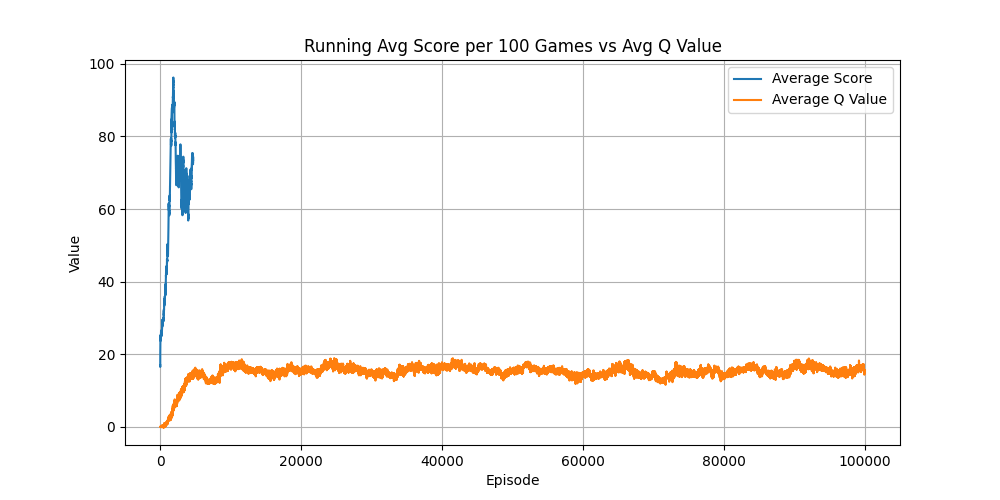 Running Avg Score per 100 Games vs Avg Q Value
Average Score
Average Q Value
100
80
60
40
20
0
Value
0 20000 40000 60000 80000 100000
Episode